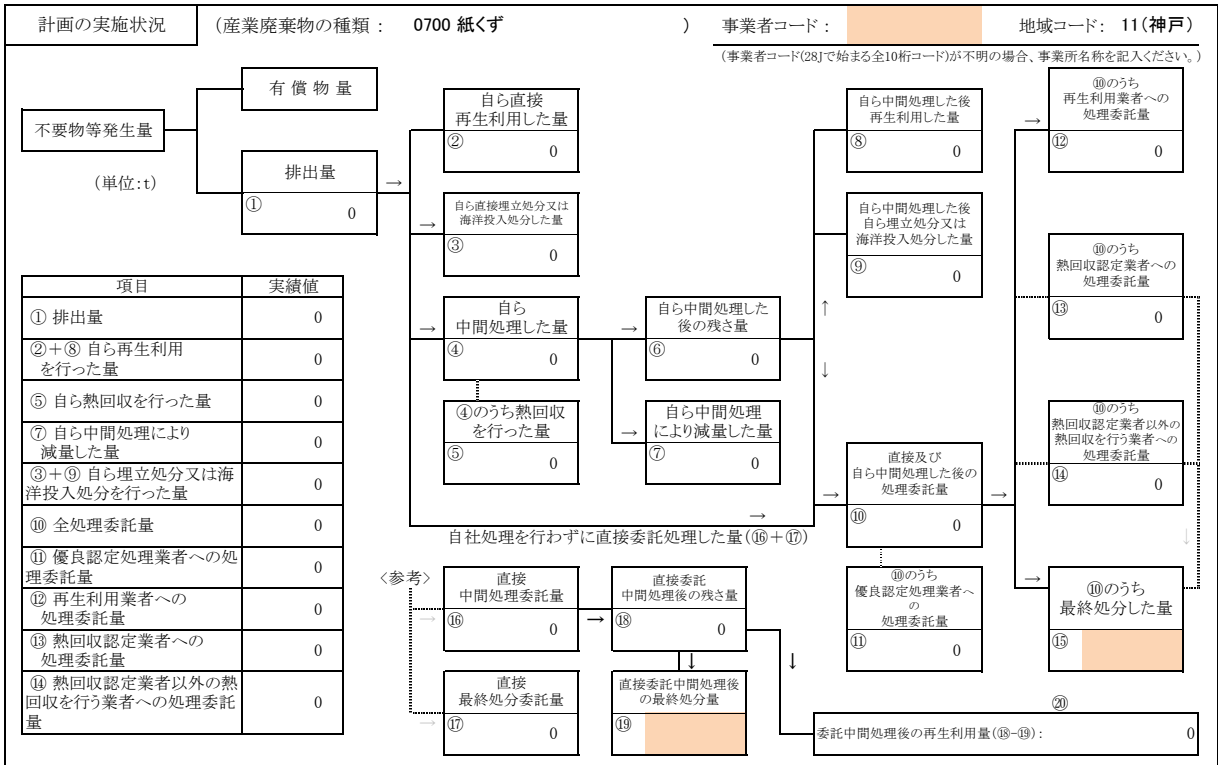 計画の実施状況
(産業廃棄物の種類： 0700 紙くず )
事業者コード：
地域コード： 11(神戸)
(事業者コード(28Jで始まる全10桁コード)が不明の場合、事業所名称を記入ください。)
不要物等発生量
(単位:t)
有償物量
排出量
→
① 0
自ら直接
再生利用した量
② 0
→
自ら直接埋立処分又は
海洋投入処分した量
③ 0
→
自ら
中間処理した量
④ 0
④のうち熱回収
を行った量
⑤ 0
→
自ら中間処理した
後の残さ量
⑥ 0
→
自ら中間処理
により減量した量
⑦ 0
自ら中間処理した後
再生利用した量
⑧ 0
自ら中間処理した後
自ら埋立処分又は
海洋投入処分した量
⑨ 0
↑
↓
→
直接及び
自ら中間処理した後の
処理委託量
→
⑩ 0
⑩のうち
優良認定処理業者へ
の
処理委託量
⑪ 0
→
⑩のうち
再生利用業者への
処理委託量
⑫ 0
⑩のうち
熱回収認定業者への
処理委託量
⑬ 0
⑩のうち
熱回収認定業者以外の
熱回収を行う業者への
処理委託量
⑭ 0
↓
→
⑩のうち
最終処分した量
⑮
→
自社処理を行わずに直接委託処理した量(⑯＋⑰)
項目 実績値
① 排出量 0
②＋⑧ 自ら再生利用
を行った量 0
⑤ 自ら熱回収を行った量 0
⑦ 自ら中間処理により
減量した量 0
③＋⑨ 自ら埋立処分又は海
洋投入処分を行った量 0
⑩ 全処理委託量 0
⑪ 優良認定処理業者への処
理委託量 0
⑫ 再生利用業者への
処理委託量 0
⑬ 熱回収認定業者への
処理委託量 0
⑭ 熱回収認定業者以外の熱
回収を行う業者への処理委託
量 0
〈参考〉
→
直接
中間処理委託量
⑯ 0
→
直接委託
中間処理後の残さ量
⑱ 0
→
直接
最終処分委託量
⑰ 0
↓
直接委託中間処理後
の最終処分量
⑲
↓
⑳
委託中間処理後の再生利用量(⑱-⑲)： 0